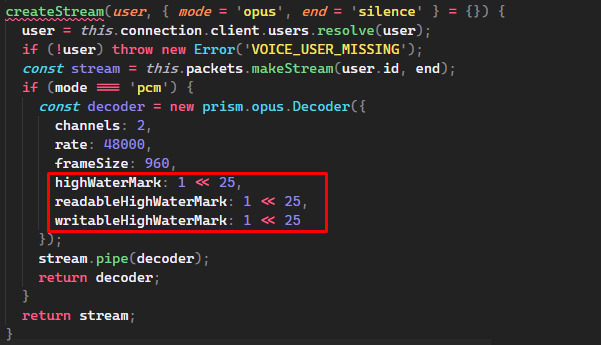 createStream(user, { mode = 'opus', end = 'silence' } = {}) {
user = this.connection.client.users.resolve(user);
if (!user) throw new Error('VOICE_USER_MISSING');
const stream = this.packets.makeStream(user.id, end);
if (mode === 'pcm') {
const decoder = new prism.opus.Decoder({
channels: 2,
rate: 48000,
frameSize: 960,
highWaterMark: 1 << 25,
readableHighWaterMark: 1 << 25,
writableHighWaterMark: 1 << 25
});
stream.pipe(decoder);
return decoder;
}
return stream;
}